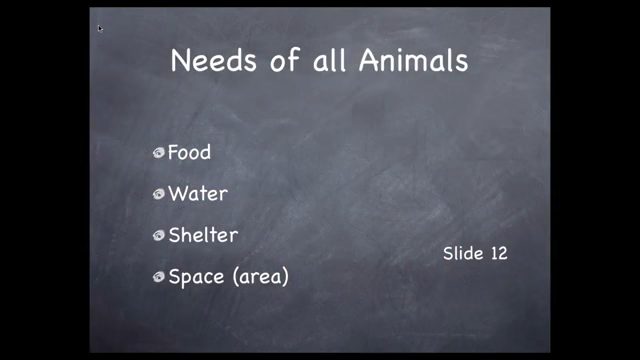 Needs of all Animals
Food
Water
Shelter
Space (area)
Slide 12